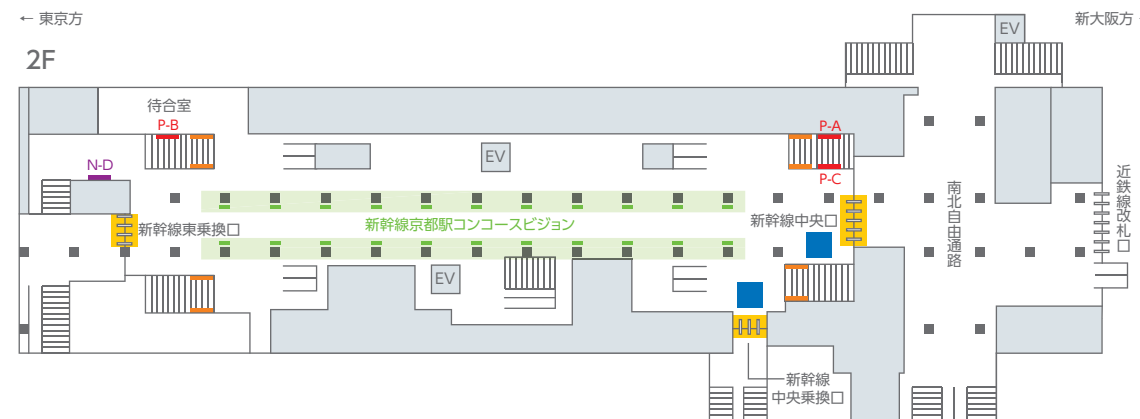 ← 東京方
新大阪方
2F
EV
待合室
P-B
P-A
EV
N-D
P-C
近鉄線改札口
南北自由通路
新幹線京都駅コンコースビジョン
新幹線中央口
新幹線東乗換口
EV
新幹線
中央乗換口